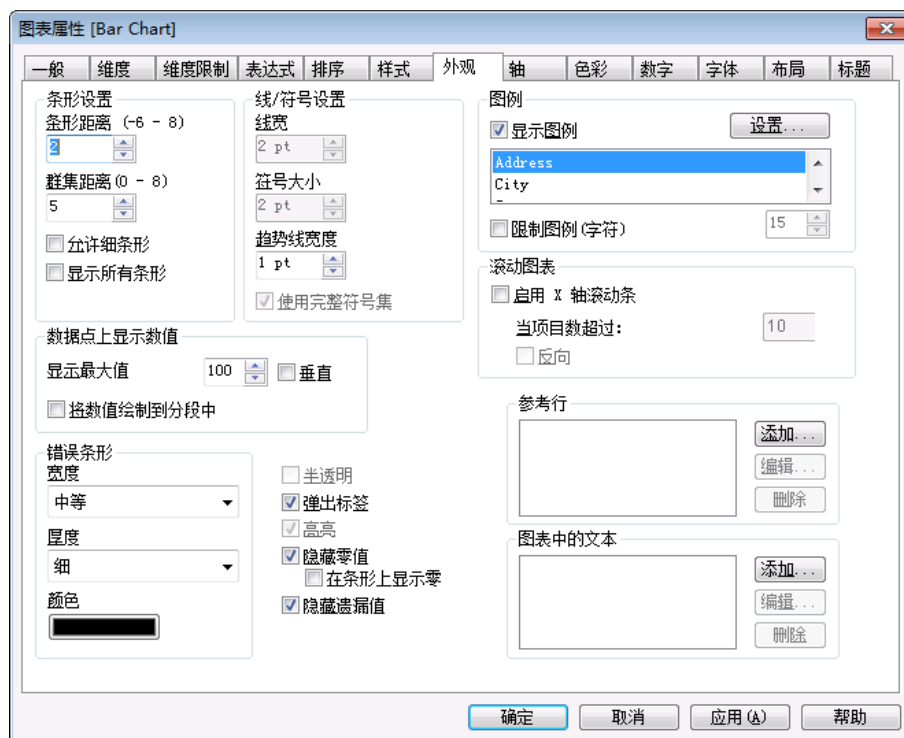 图表属性 [Bar Chart]
一般 维度 维度限制 表达式 排序 样式 外观 轴 色彩 数字 字体 布局 标题
条形设置
条形距离 (-6 - 8)
2
群集距离(0 - 8)
5
允许细条形
显示所有条形
线/符号设置
线宽
2 pt
符号大小
2 pt
趋势线宽度
1 pt
使用完整符号集
图例
显示图例
设置...
Address
City
限制图例(字符)
15
滚动图表
启用 X 轴滚动条
当项目数超过:
10
反向
数据点上显示数值
显示最大值
100
垂直
将数值绘制到分段中
错误条形
宽度
中等
厚度
细
颜色
半透明
弹出标签
高亮
隐藏零值
在条形上显示零
隐藏遗漏值
参考行
添加...
编辑...
删除
图表中的文本
添加...
编辑...
删除
确定
取消
应用(A)
帮助